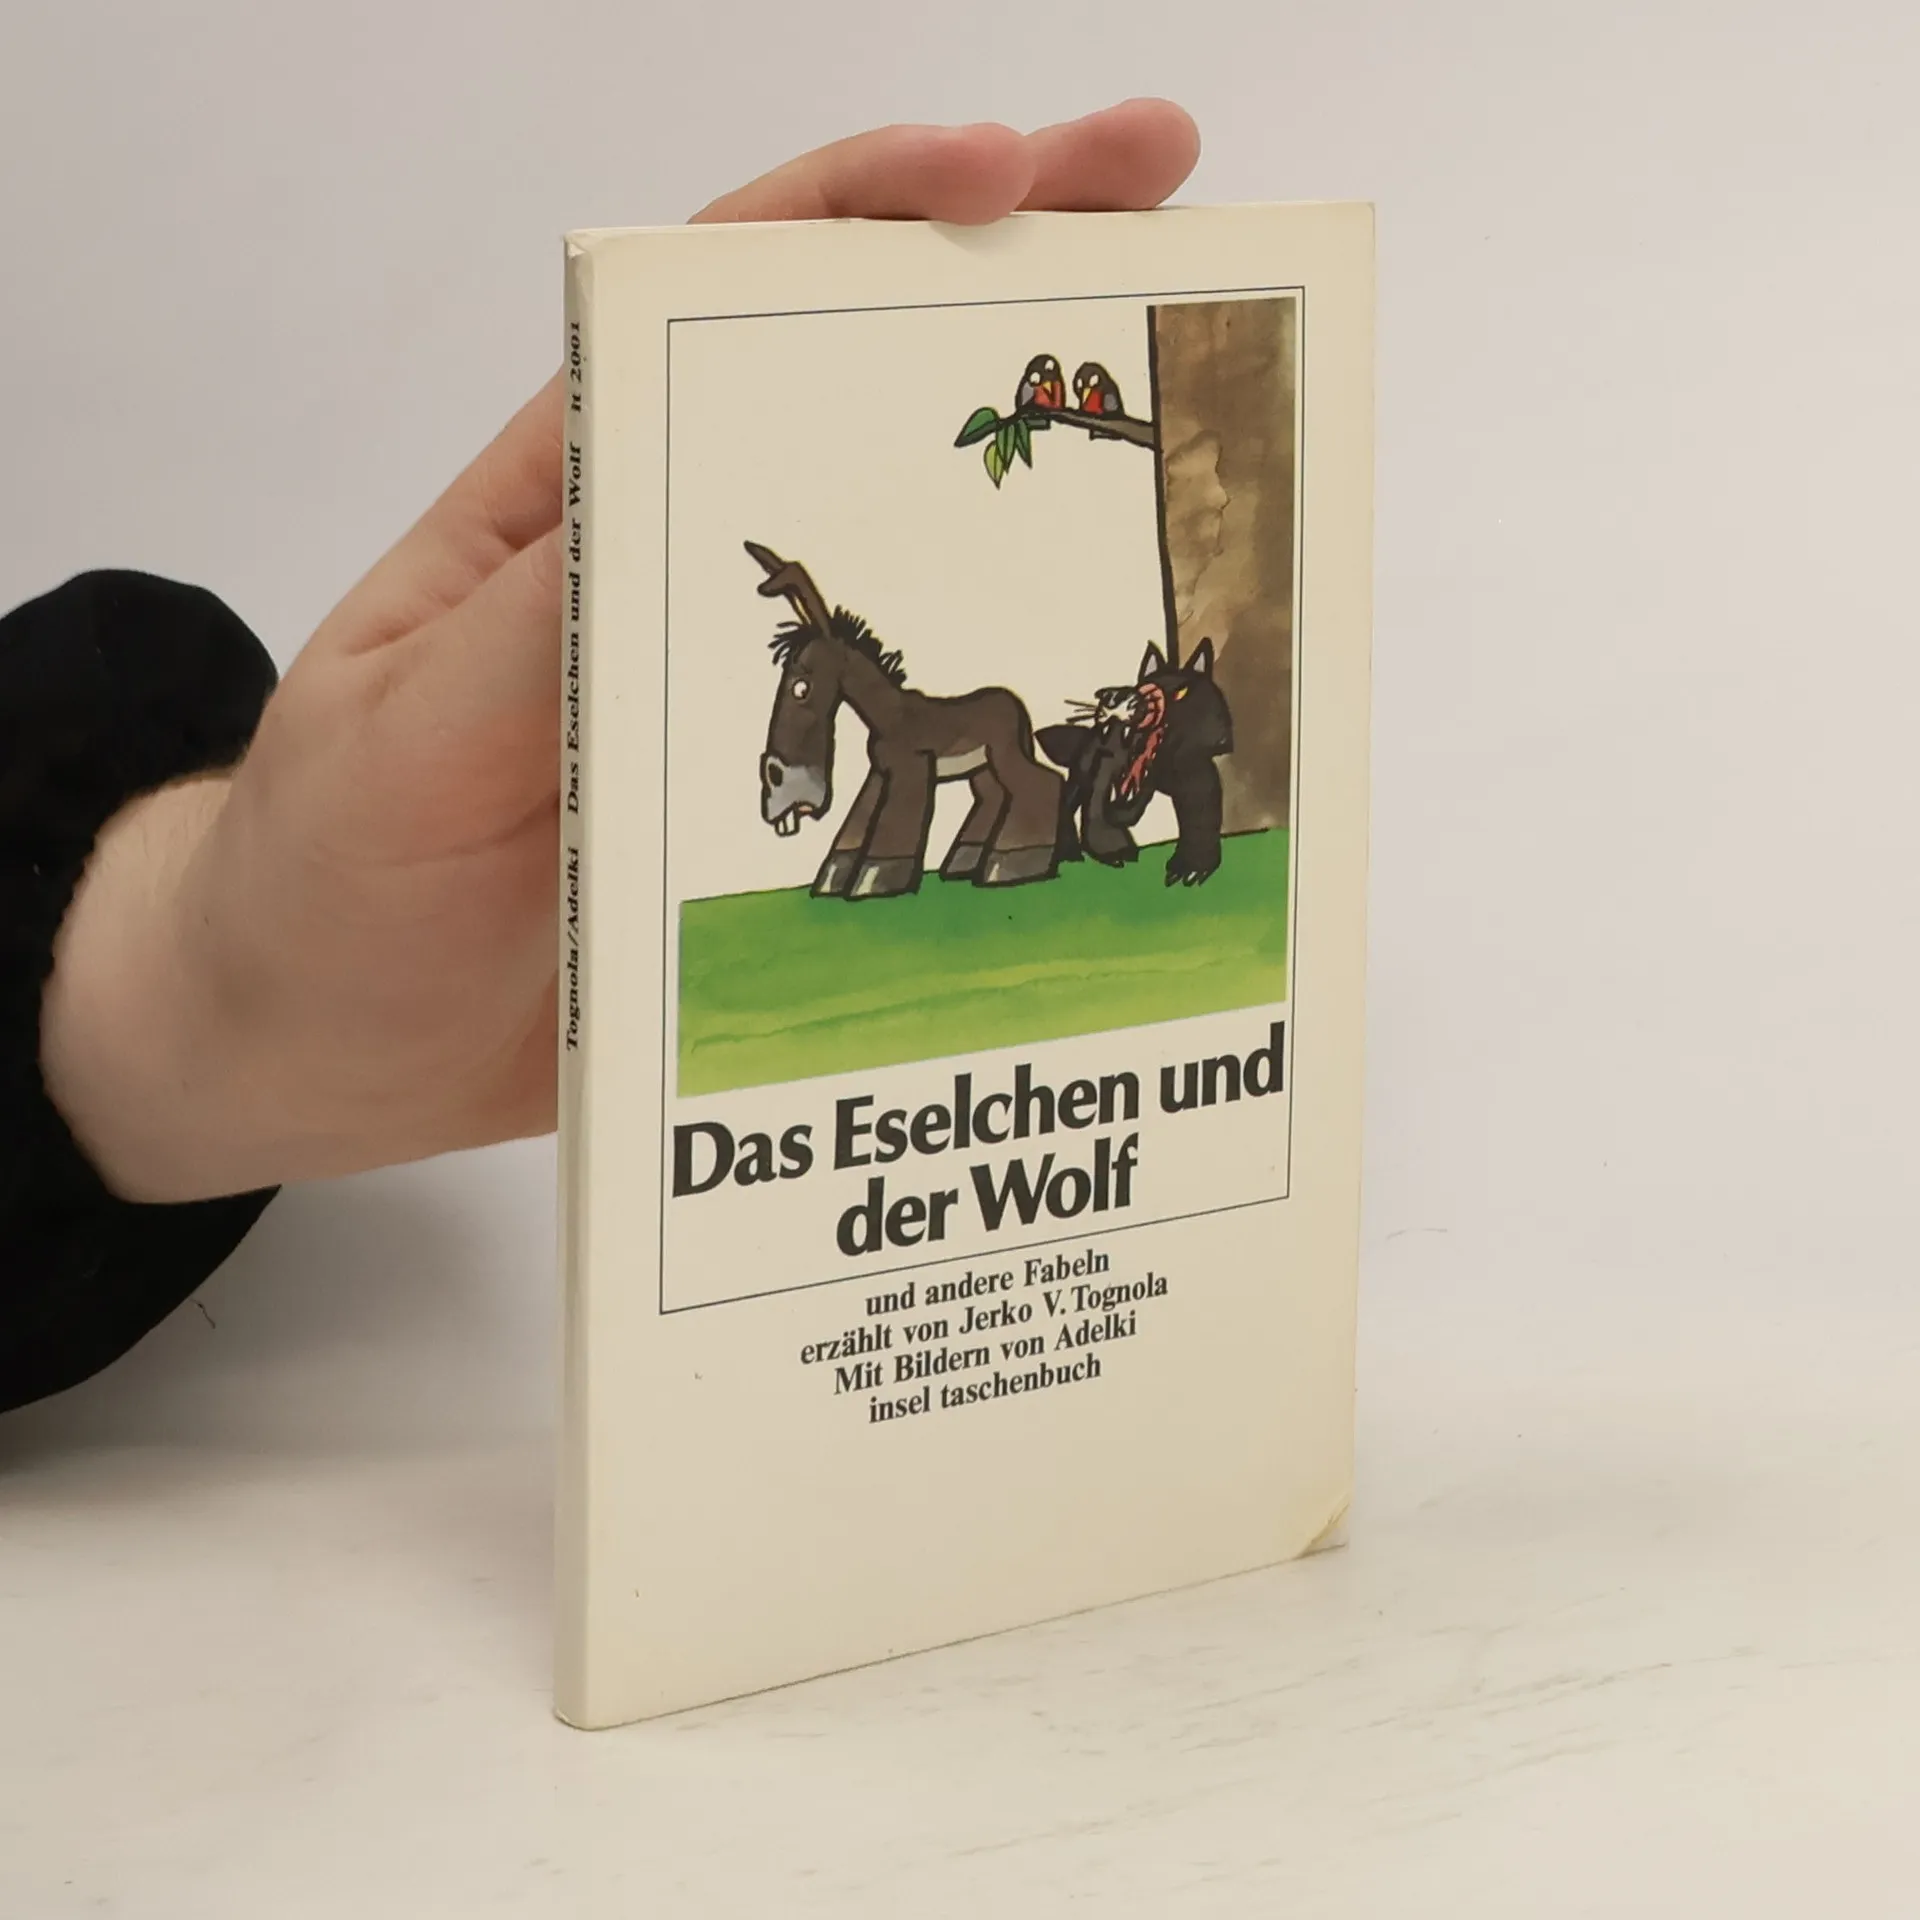 Tognola/Adelki Das Eselchen und der Wolf it 2001
Das Eselchen und
der Wolf
und andere Fabeln
erzählt von Jerko V. Tognola
Mit Bildern von Adelki
insel taschenbuch